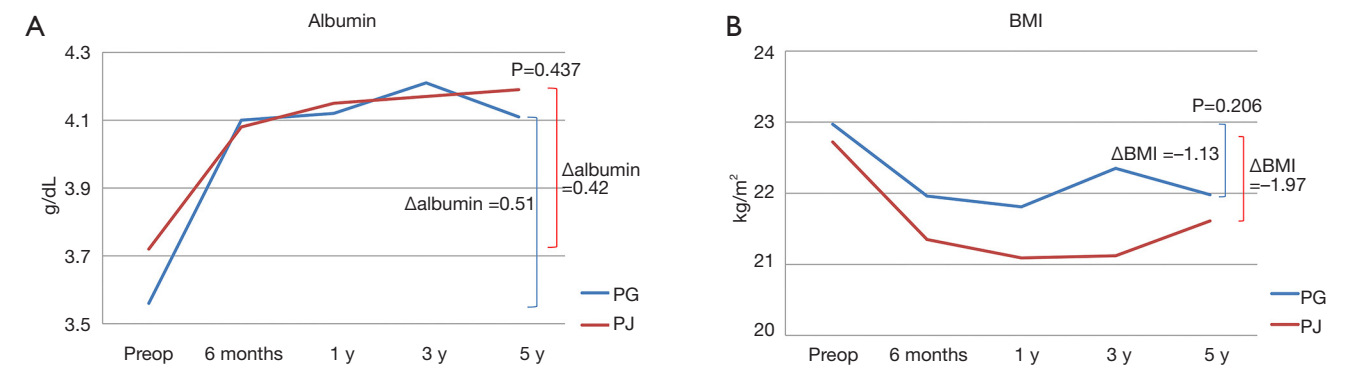 A
Albumin
4.3
4.1
3.9
3.7
3.5
g/dL
P=0.437
Δalbumin
=0.42
Δalbumin =0.51
PG
PJ
Preop 6 months 1 y 3 y 5 y
B
BMI
24
23
22
21
20
kg/m²
P=0.206
ΔBMI =–1.13
ΔBMI
=–1.97
PG
PJ
Preop 6 months 1 y 3 y 5 y